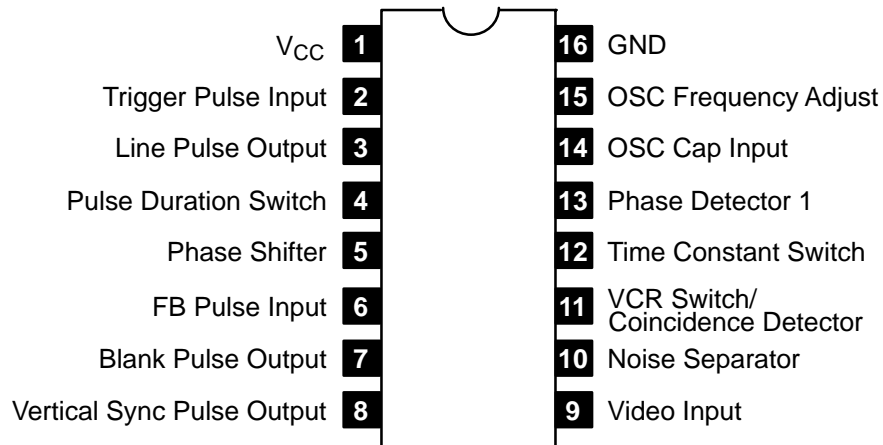 VCC 1 16 GND
Trigger Pulse Input 2 15 OSC Frequency Adjust
Line Pulse Output 3 14 OSC Cap Input
Pulse Duration Switch 4 13 Phase Detector 1
Phase Shifter 5 12 Time Constant Switch
FB Pulse Input 6 11 VCR Switch/
Coincidence Detector
Blank Pulse Output 7 10 Noise Separator
Vertical Sync Pulse Output 8 9 Video Input